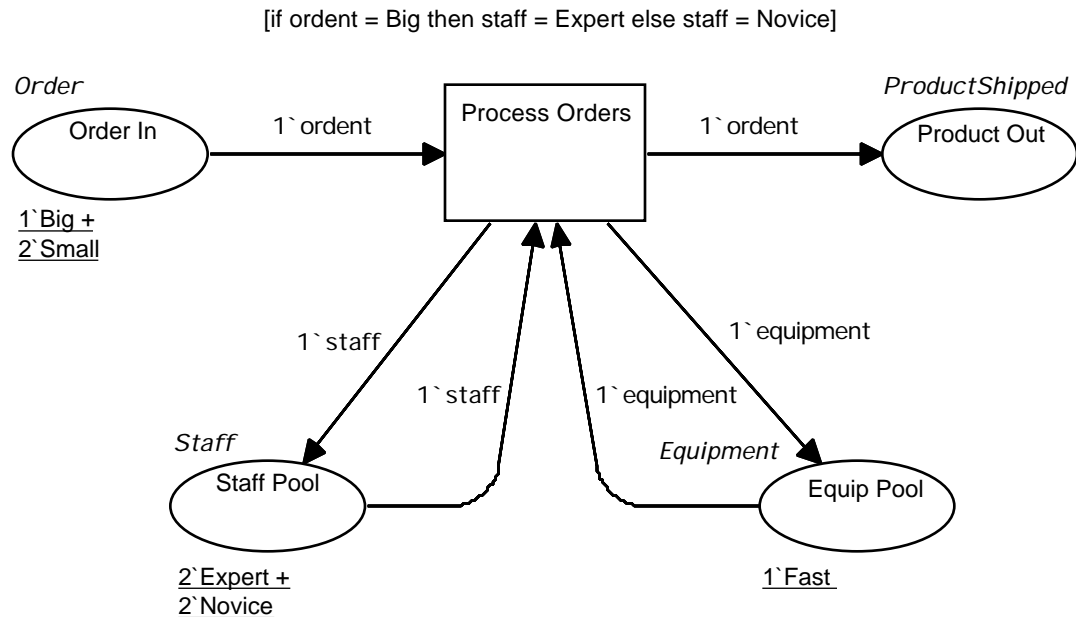 [if ordent = Big then staff = Expert else staff = Novice]
Order
Order In
1`ordent
Process Orders
1`ordent
ProductShipped
Product Out
1`Big +
2`Small
1`staff
1`staff
1`equipment
1`equipment
Staff
Staff Pool
Equipment
Equip Pool
2`Expert +
2`Novice
1`Fast